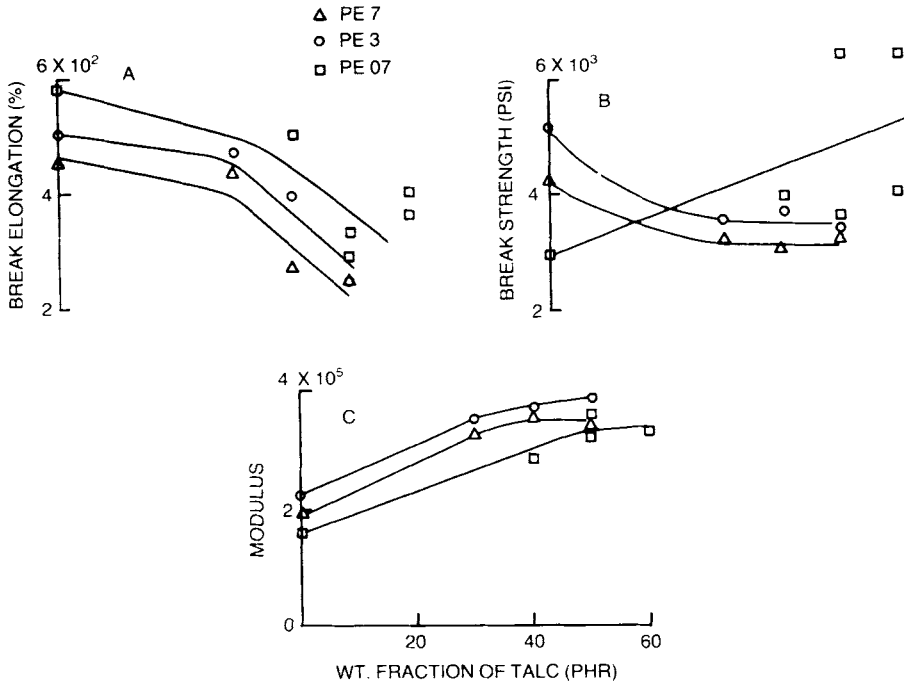 PE 7
PE 3
PE 07
6 X 10²
A
4
2
BREAK ELONGATION (%)
6 X 10³
B
4
2
BREAK STRENGTH (PSI)
4 X 10⁵
C
2
0
MODULUS
20 40 60
WT. FRACTION OF TALC (PHR)